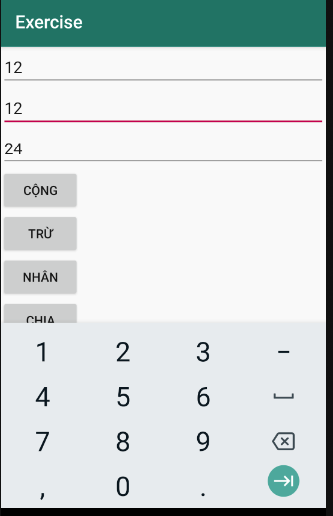 Exercise
12
12
24
CỘNG
TRỪ
NHÂN
CHIA
1 2 3 -
4 5 6
7 8 9
, 0 .